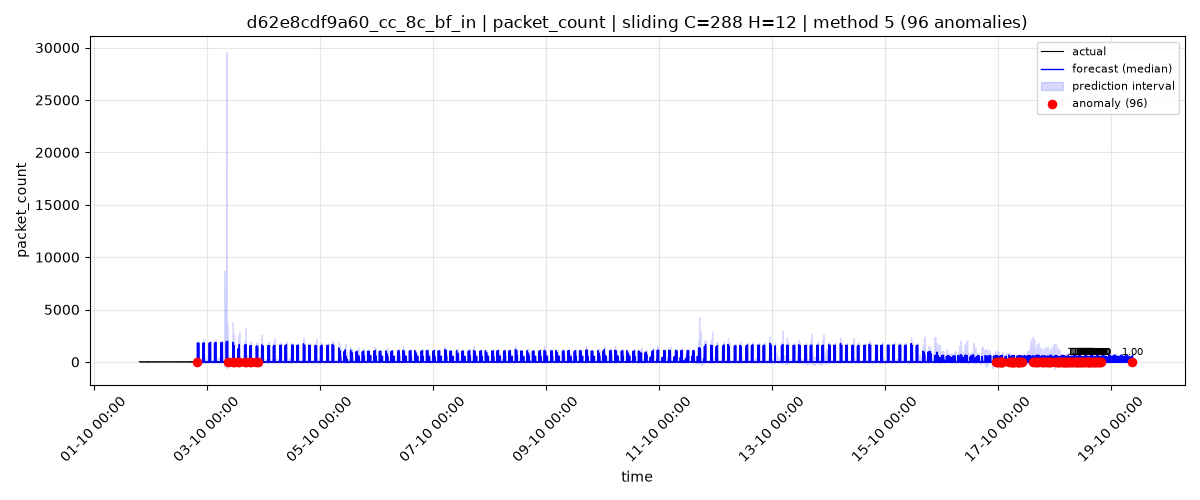 d62e8cdf9a60_cc_8c_bf_in | packet_count | sliding C=288 H=12 | method 5 (96 anomalies)
actual
forecast (median)
prediction interval
anomaly (96)
30000
25000
20000
15000
10000
5000
0
packet_count
1.00
01-10 00:00
03-10 00:00
05-10 00:00
07-10 00:00
09-10 00:00
11-10 00:00
13-10 00:00
15-10 00:00
17-10 00:00
19-10 00:00
time